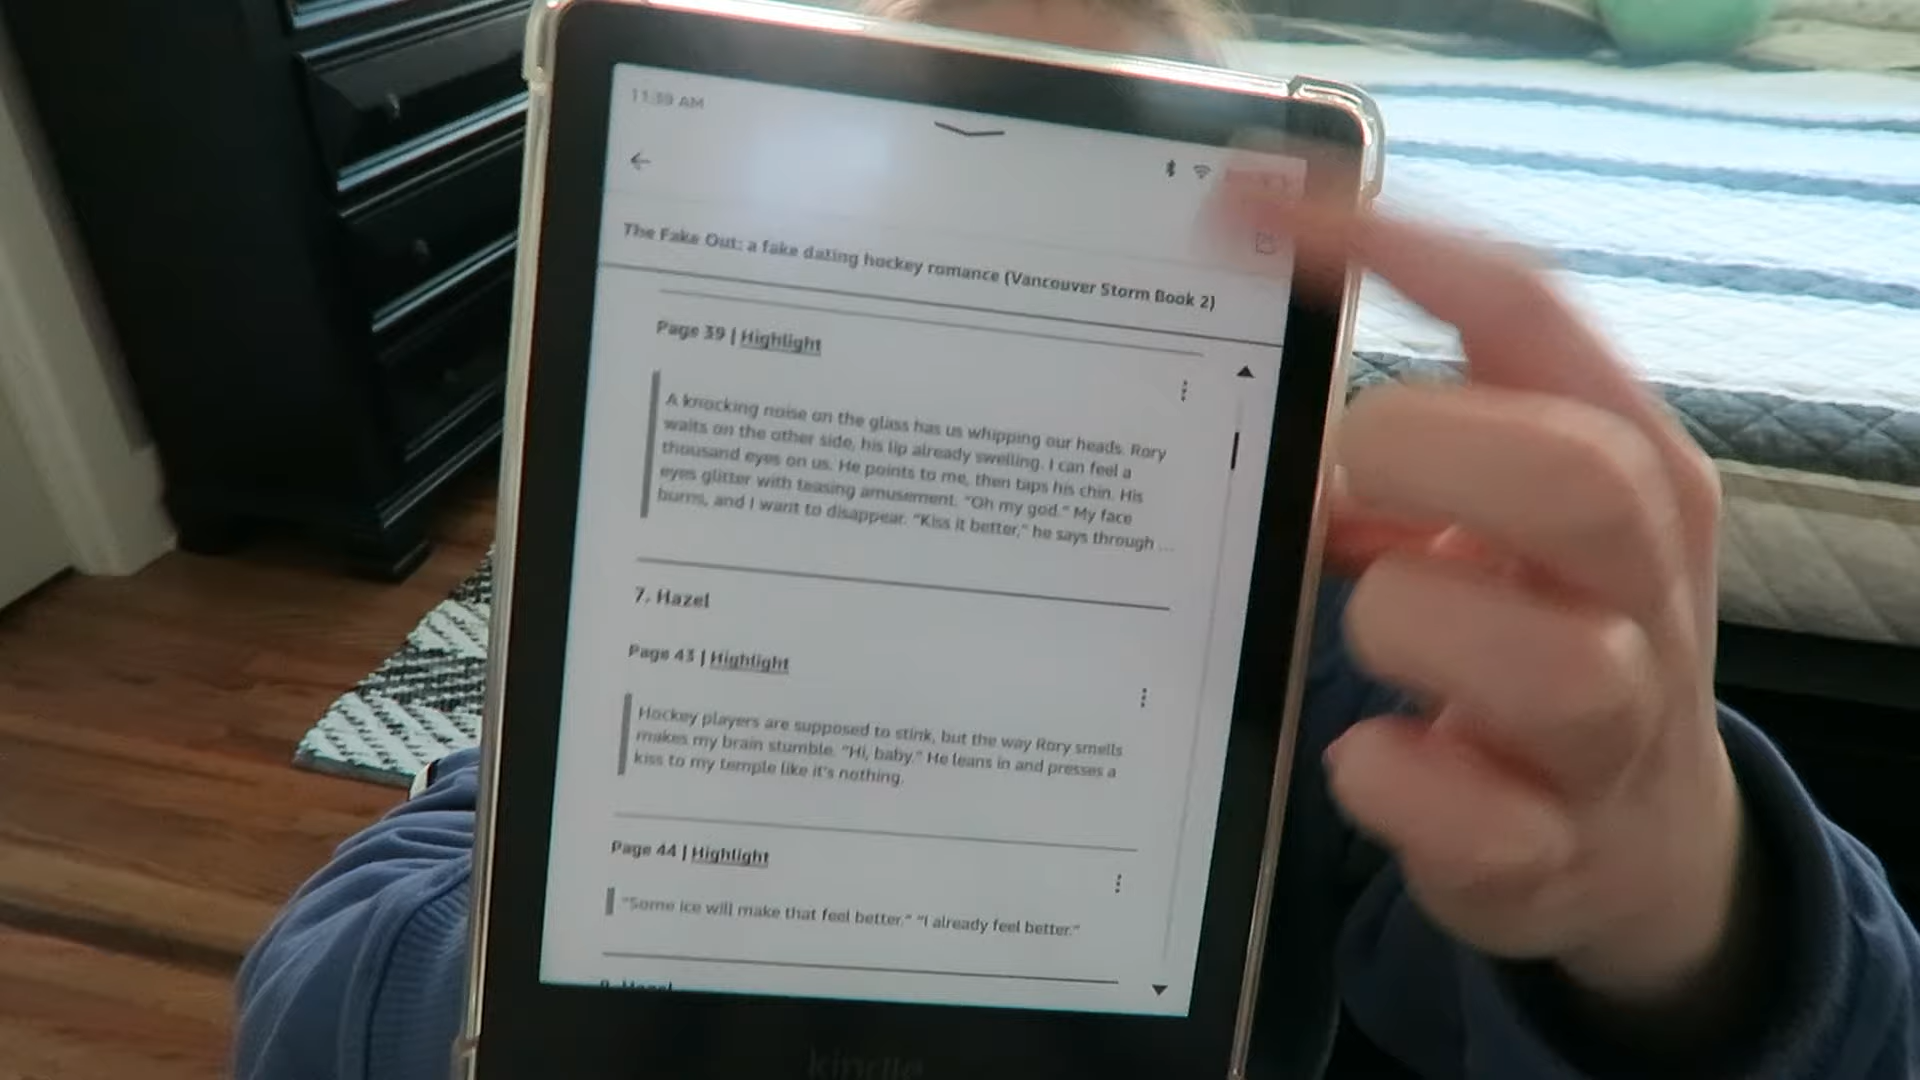 11:39 AM
The Fake Out: a fake dating hockey romance (Vancouver Storm Book 2)
Page 39 | Highlight
A knocking noise on the glass has us whipping our heads. Rory
waits on the other side, his lip already swelling. I can feel a
thousand eyes on us. He points to me, then taps his chin. His
eyes glitter with teasing amusement. "Oh my god." My face
burns, and I want to disappear. "Kiss it better," he says through ...
7. Hazel
Page 43 | Highlight
Hockey players are supposed to stink, but the way Rory smells
makes my brain stumble. "Hi, baby." He leans in and presses a
kiss to my temple like it's nothing.
Page 44 | Highlight
"Some ice will make that feel better." "I already feel better."
Hazel
kindle